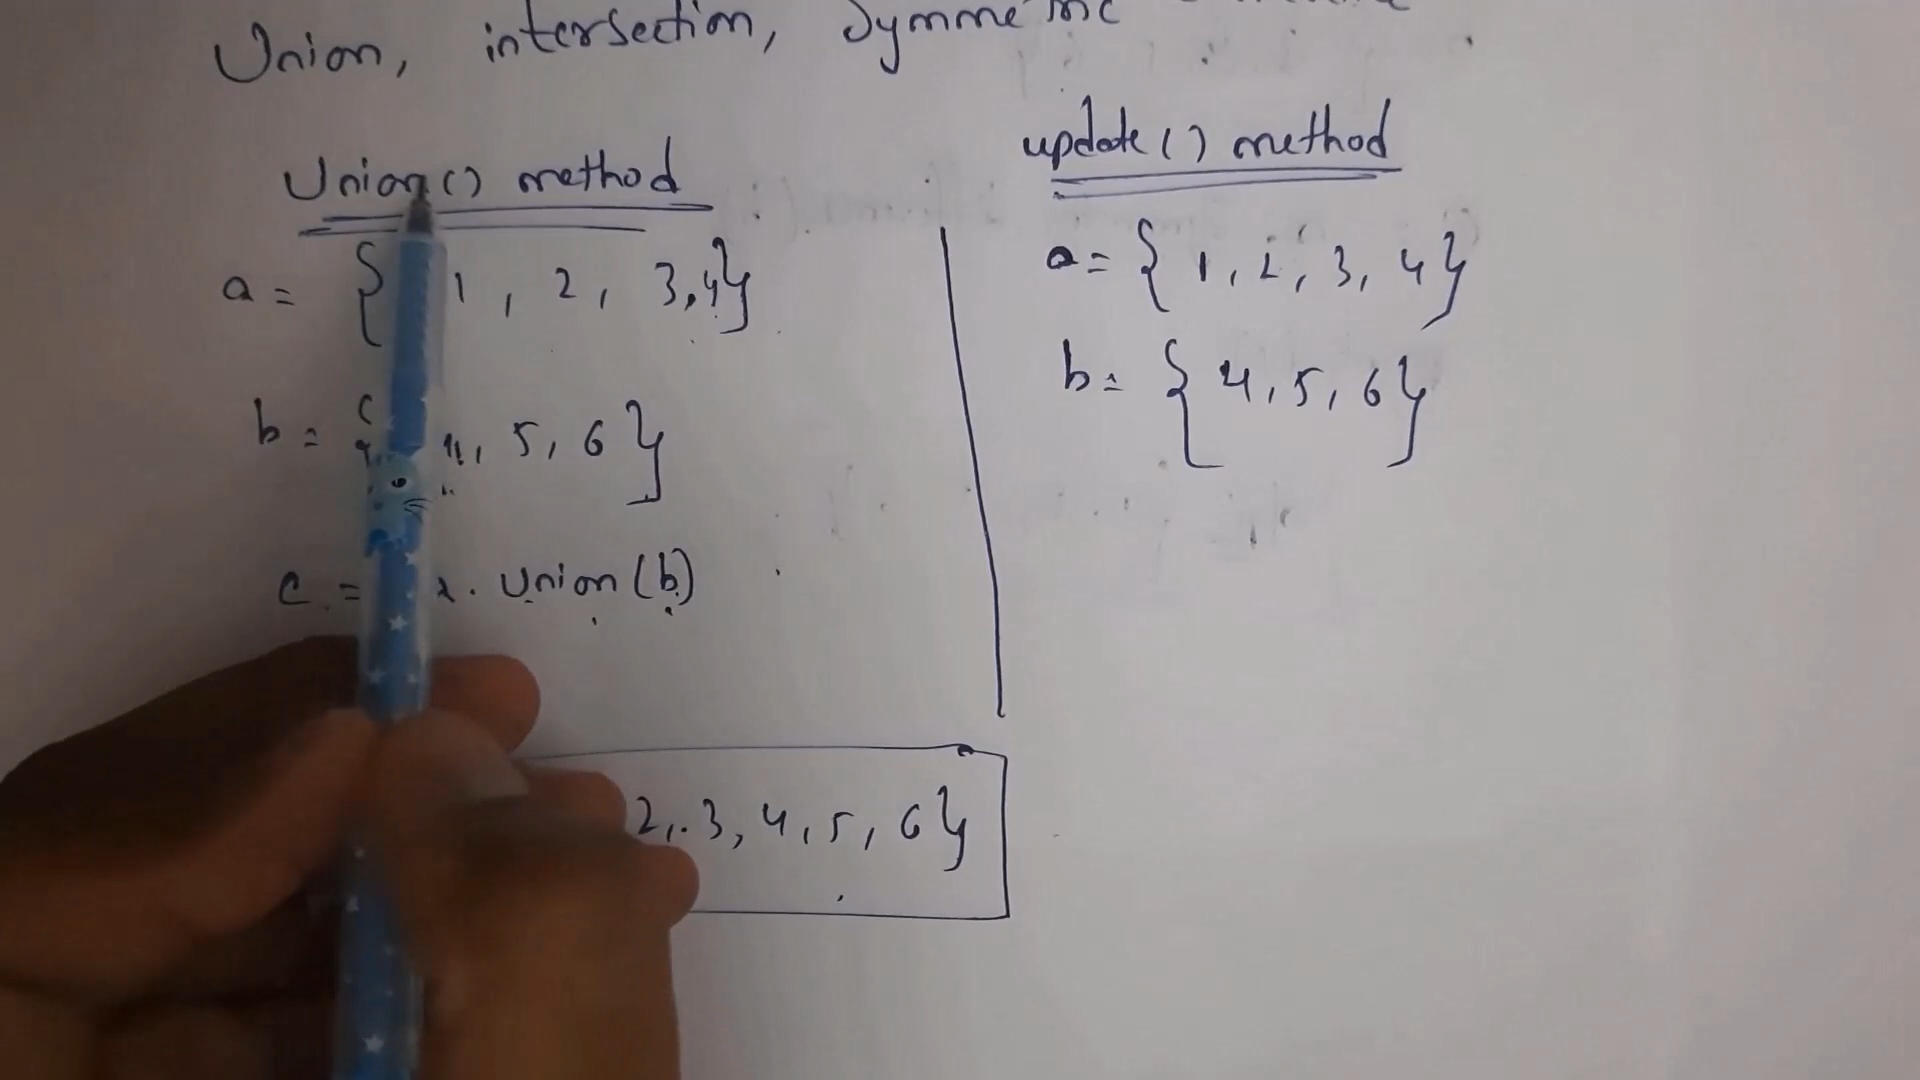 Union, intersection, Symmetric
Union() method
a = { 1, 2, 3,4}
b = { 4, 5, 6 }
c = a. Union (b)
2, 3, 4, 5, 6}
update() method
a = { 1, 2, 3, 4}
b = { 4, 5, 6}